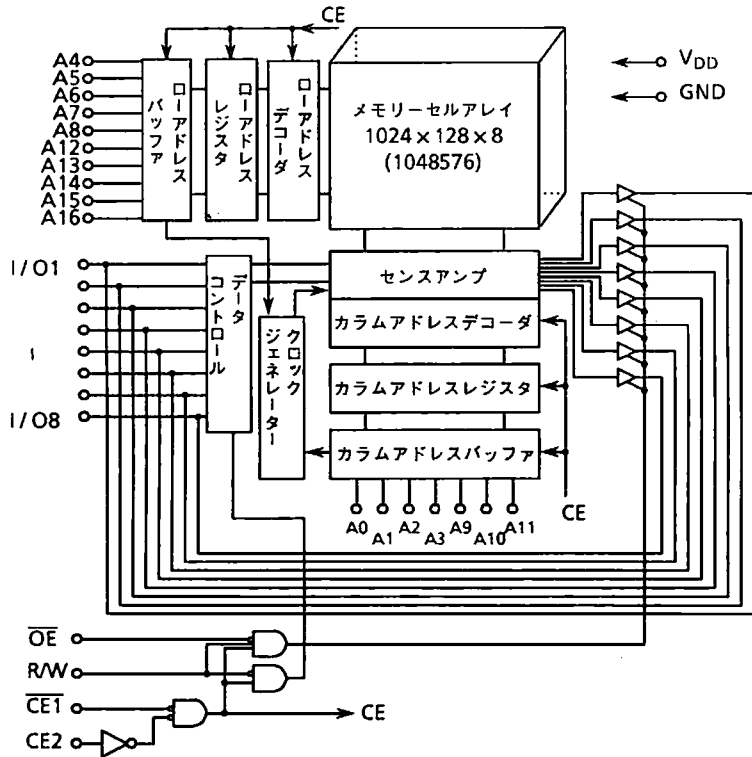 CE
A4
A5
A6
A7
A8
A12
A13
A14
A15
A16
ローアドレス
バッファ
ローアドレス
レジスタ
ローアドレス
デコーダ
メモリーセルアレイ
1024×128×8
(1048576)
VDD
GND
I/O1
≀
I/O8
データ
コントロール
クロック
ジェネレーター
センスアンプ
カラムアドレスデコーダ
カラムアドレスレジスタ
カラムアドレスバッファ
A0
A1
A2
A3
A9
A10
A11
CE
OE
R/W
CE1
CE2
CE